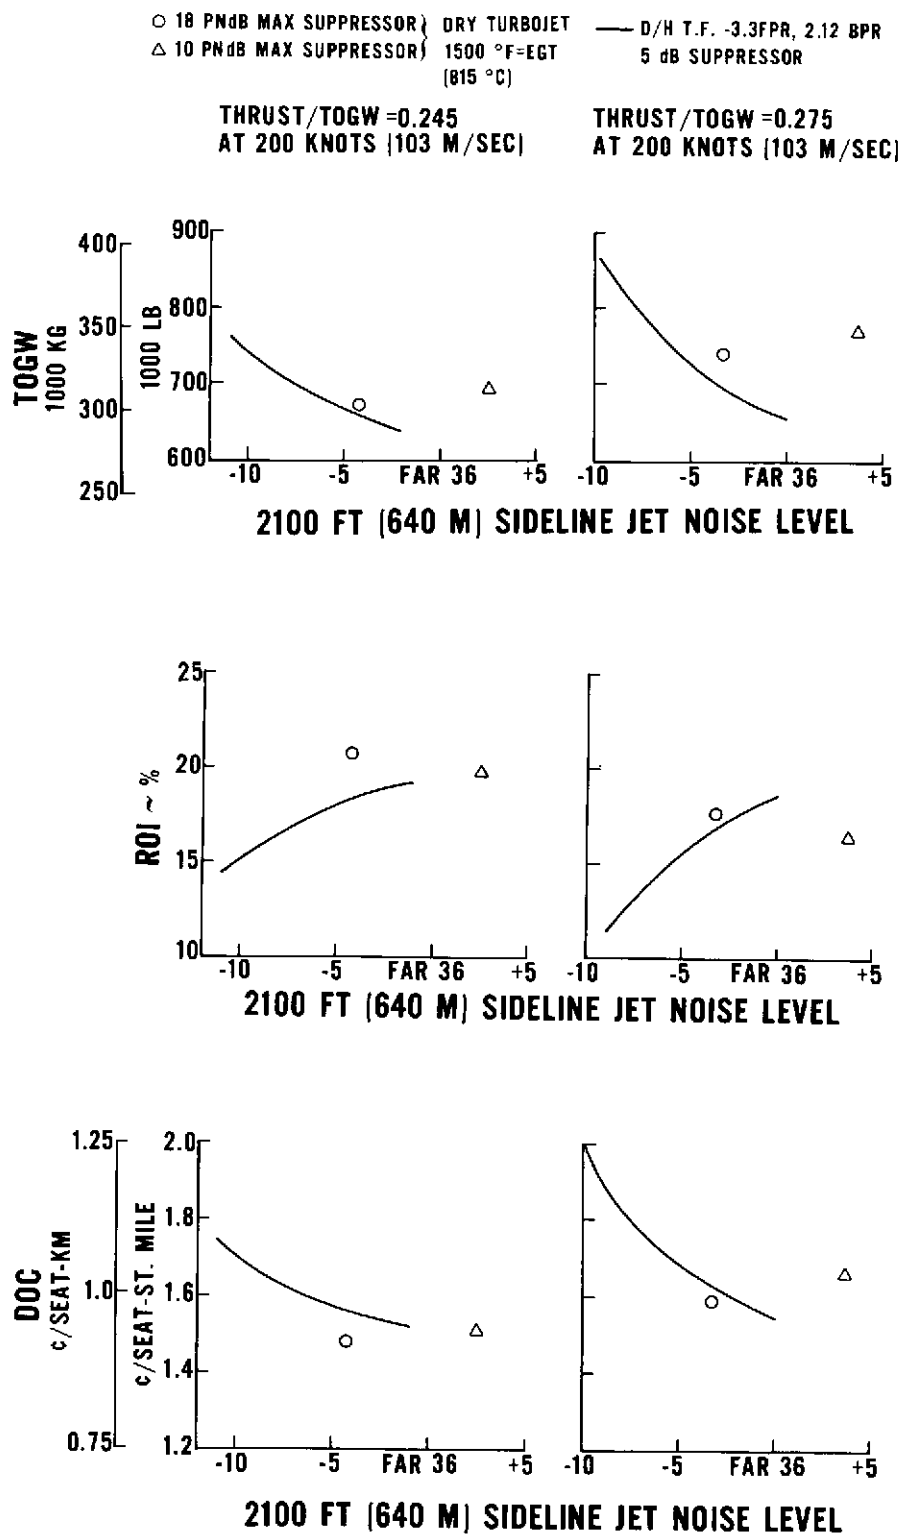 ○ 18 PNdB MAX SUPPRESSOR } DRY TURBOJET
△ 10 PNdB MAX SUPPRESSOR } 1500 °F=EGT
(815 °C)
— D/H T.F. -3.3FPR, 2.12 BPR
5 dB SUPPRESSOR
THRUST/TOGW =0.245
AT 200 KNOTS (103 M/SEC)
THRUST/TOGW =0.275
AT 200 KNOTS (103 M/SEC)
TOGW
1000 KG
400
350
300
250
1000 LB
900
800
700
600
-10 -5 FAR 36 +5
-10 -5 FAR 36 +5
2100 FT (640 M) SIDELINE JET NOISE LEVEL
ROI ~ %
25
20
15
10
-10 -5 FAR 36 +5
-10 -5 FAR 36 +5
2100 FT (640 M) SIDELINE JET NOISE LEVEL
DOC
¢/SEAT-KM
1.25
1.0
0.75
¢/SEAT-ST. MILE
2.0
1.8
1.6
1.4
1.2
-10 -5 FAR 36 +5
-10 -5 FAR 36 +5
2100 FT (640 M) SIDELINE JET NOISE LEVEL